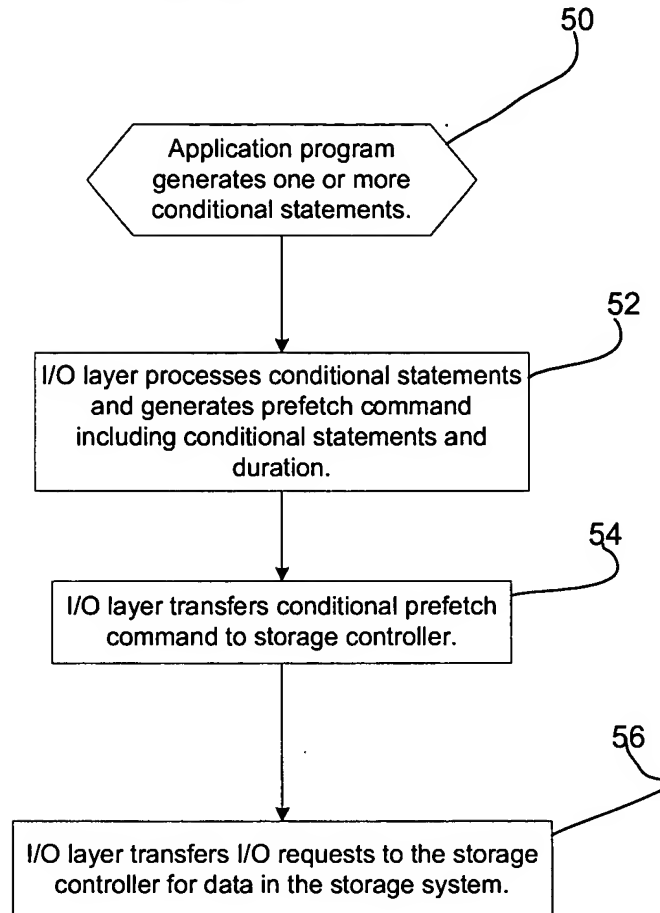 50
Application program
generates one or more
conditional statements.
52
I/O layer processes conditional statements
and generates prefetch command
including conditional statements and
duration.
54
I/O layer transfers conditional prefetch
command to storage controller.
56
I/O layer transfers I/O requests to the storage
controller for data in the storage system.